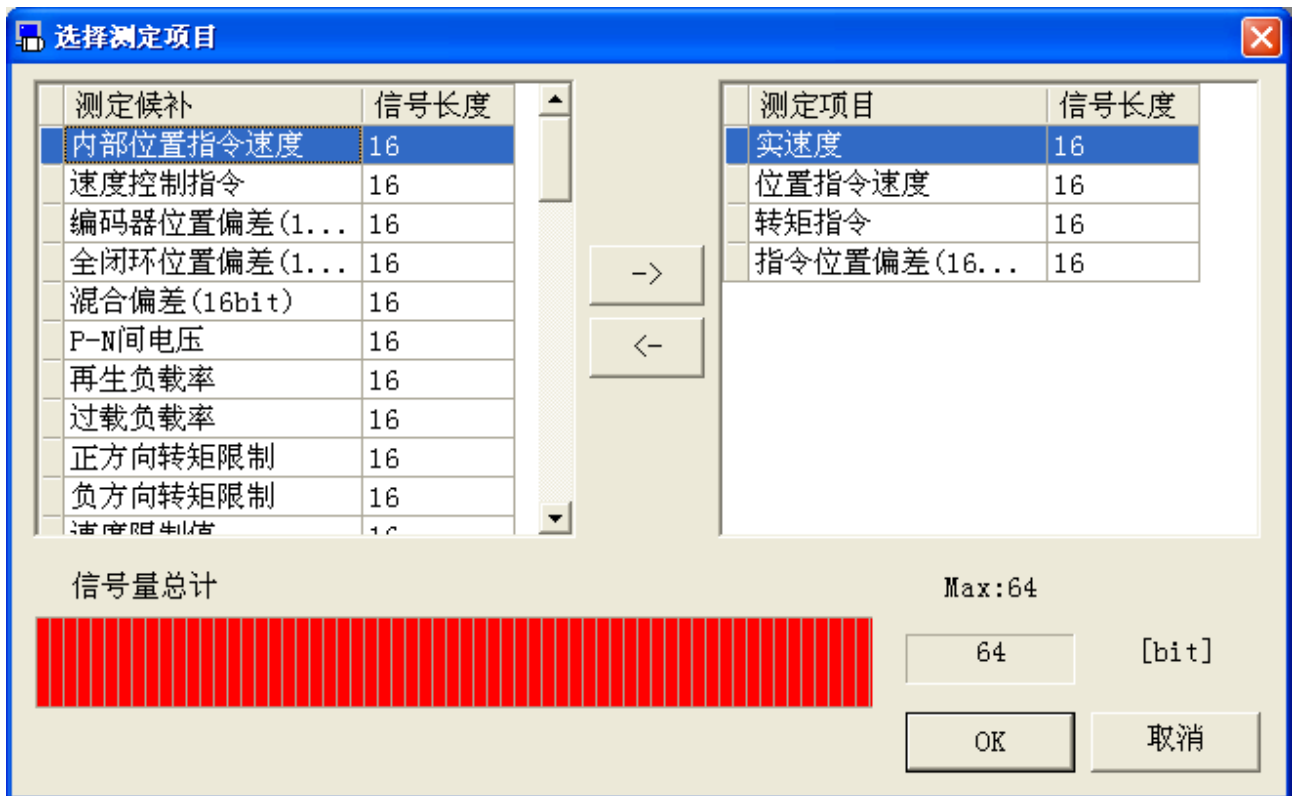 选择测定项目
测定候补 信号长度
内部位置指令速度 16
速度控制指令 16
编码器位置偏差(1... 16
全闭环位置偏差(1... 16
混合偏差(16bit) 16
P-N间电压 16
再生负载率 16
过载负载率 16
正方向转矩限制 16
负方向转矩限制 16
速度限制值 16
->
<-
测定项目 信号长度
实速度 16
位置指令速度 16
转矩指令 16
指令位置偏差(16... 16
信号量总计
Max:64
64 [bit]
OK 取消